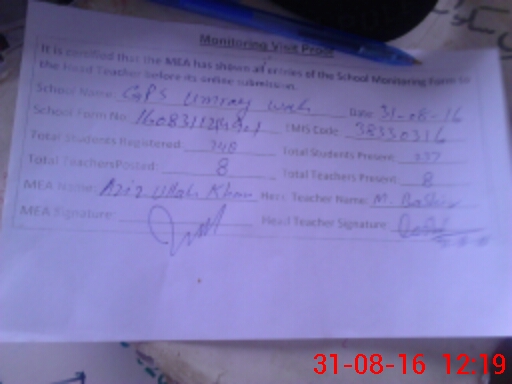 Monitoring Visit Proof
It is certified that the MEA has shown all entries of the School Monitoring Form to
the Head Teacher before its online submission.
School Name: GPS Date: 31-08-16
School Form No. EMIS Code: 38330316
Total Students Registered: 348 Total Students Present: 337
Total Teachers Posted: 8 Total Teachers Present: 8
MEA Name: Aziz Ullah Khan Head Teacher Name: M. Bashir
MEA Signature: Head Teacher Signature:
31-08-16 12:19